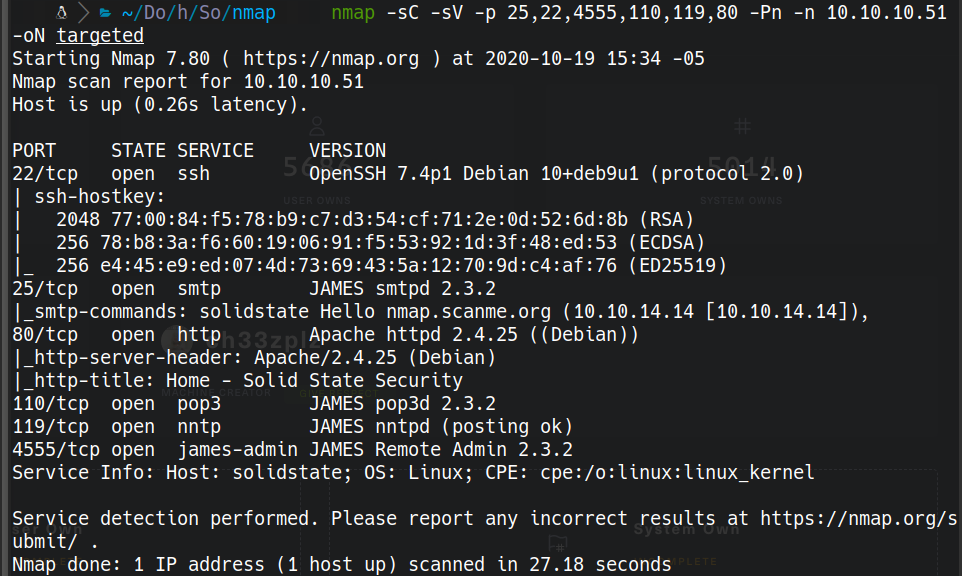 ~/Do/h/So/nmap nmap -sC -sV -p 25,22,4555,110,119,80 -Pn -n 10.10.10.51
-oN targeted
Starting Nmap 7.80 ( https://nmap.org ) at 2020-10-19 15:34 -05
Nmap scan report for 10.10.10.51
Host is up (0.26s latency).
PORT     STATE SERVICE     VERSION
22/tcp   open  ssh         OpenSSH 7.4p1 Debian 10+deb9u1 (protocol 2.0)
| ssh-hostkey:
|   2048 77:00:84:f5:78:b9:c7:d3:54:cf:71:2e:0d:52:6d:8b (RSA)
|   256 78:b8:3a:f6:60:19:06:91:f5:53:92:1d:3f:48:ed:53 (ECDSA)
|_  256 e4:45:e9:ed:07:4d:73:69:43:5a:12:70:9d:c4:af:76 (ED25519)
25/tcp   open  smtp        JAMES smtpd 2.3.2
|_smtp-commands: solidstate Hello nmap.scanme.org (10.10.14.14 [10.10.14.14]),
80/tcp   open  http        Apache httpd 2.4.25 ((Debian))
|_http-server-header: Apache/2.4.25 (Debian)
|_http-title: Home - Solid State Security
110/tcp  open  pop3        JAMES pop3d 2.3.2
119/tcp  open  nntp        JAMES nntpd (posting ok)
4555/tcp open  james-admin JAMES Remote Admin 2.3.2
Service Info: Host: solidstate; OS: Linux; CPE: cpe:/o:linux:linux_kernel
Service detection performed. Please report any incorrect results at https://nmap.org/s
ubmit/ .
Nmap done: 1 IP address (1 host up) scanned in 27.18 seconds
USER OWNS
SYSTEM OWNS
MACHINE CREATOR
System Own